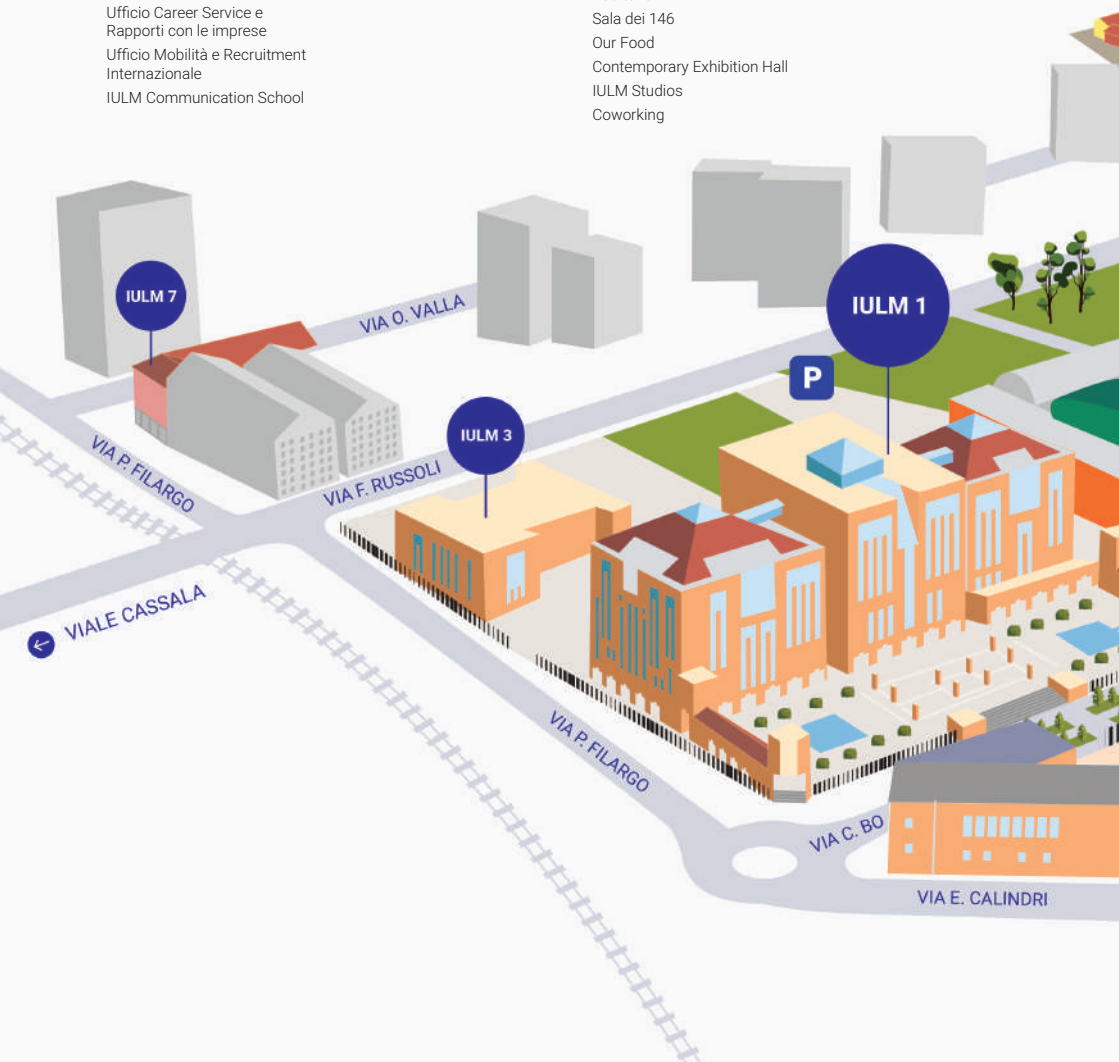 Ufficio Career Service e
Rapporti con le imprese
Ufficio Mobilità e Recruitment
Internazionale
IULM Communication School
Sala dei 146
Our Food
Contemporary Exhibition Hall
IULM Studios
Coworking
IULM 7
VIA O. VALLA
IULM 1
P
IULM 3
VIA P. FILARGO
VIA F. RUSSOLI
VIALE CASSALA
VIA P. FILARGO
VIA C. BO
VIA E. CALINDRI